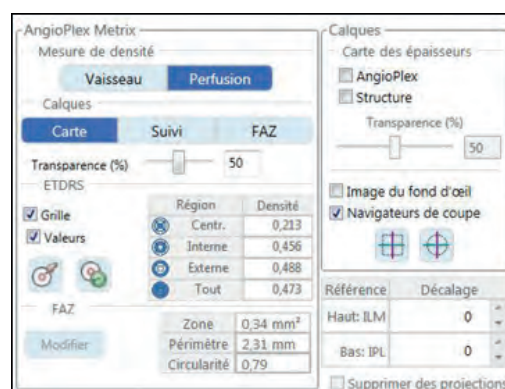 AngioPlex Metrix
Mesure de densité
Vaisseau Perfusion
Calques
Carte Suivi FAZ
Transparence (%) 50
ETDRS
Grille
Valeurs
Région Densité
Centr. 0,213
Interne 0,456
Externe 0,488
Tout 0,473
FAZ
Modifier
Zone 0,34 mm²
Périmètre 2,31 mm
Circularité 0,79
Calques
Carte des épaisseurs
AngioPlex
Structure
Transparence (%)
50
Image du fond d'œil
Navigateurs de coupe
Référence Décalage
Haut: ILM 0
Bas: IPL 0
Supprimer des projections